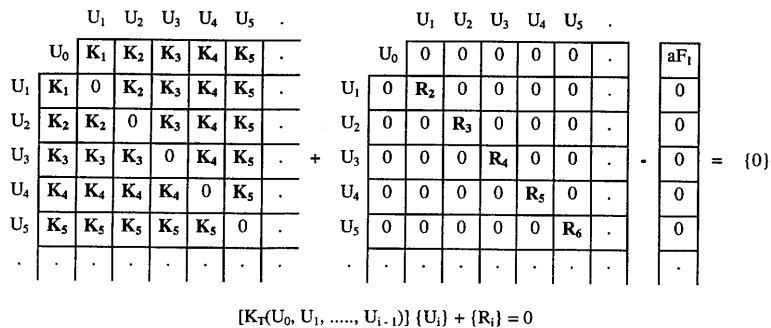 U₁ U₂ U₃ U₄ U₅ . U₁ U₂ U₃ U₄ U₅ .
U₀ K₁ K₂ K₃ K₄ K₅ . U₀ 0 0 0 0 0 . aF₁
U₁ K₁ 0 K₂ K₃ K₄ K₅ . U₁ 0 R₂ 0 0 0 0 . 0
U₂ K₂ K₂ 0 K₃ K₄ K₅ . U₂ 0 0 R₃ 0 0 0 . 0
U₃ K₃ K₃ K₃ 0 K₄ K₅ . + U₃ 0 0 0 R₄ 0 0 . - 0 = {0}
U₄ K₄ K₄ K₄ K₄ 0 K₅ . U₄ 0 0 0 0 R₅ 0 . 0
U₅ K₅ K₅ K₅ K₅ K₅ 0 . U₅ 0 0 0 0 0 R₆ . 0
. . . . . . . . . . . . . . . . .
[K_T(U₀, U₁, ....., U_{i-1})] {U_i} + {R_i} = 0